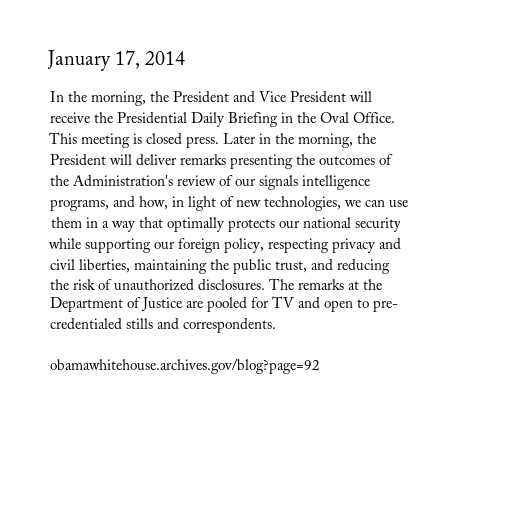 January 17, 2014
In the morning, the President and Vice President will
receive the Presidential Daily Briefing in the Oval Office.
This meeting is closed press. Later in the morning, the
President will deliver remarks presenting the outcomes of
the Administration's review of our signals intelligence
programs, and how, in light of new technologies, we can use
them in a way that optimally protects our national security
while supporting our foreign policy, respecting privacy and
civil liberties, maintaining the public trust, and reducing
the risk of unauthorized disclosures. The remarks at the
Department of Justice are pooled for TV and open to pre-
credentialed stills and correspondents.
obamawhitehouse.archives.gov/blog?page=92